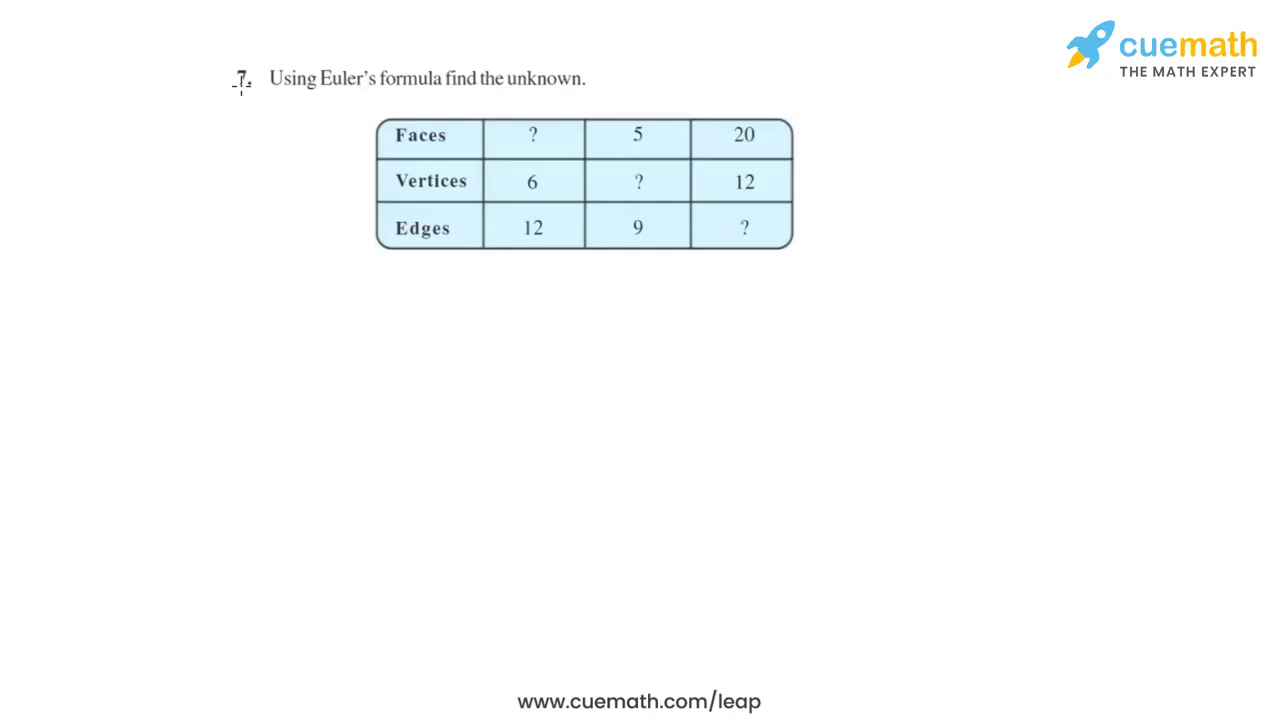 cuemath
THE MATH EXPERT
7. Using Euler's formula find the unknown.
Faces ? 5 20
Vertices 6 ? 12
Edges 12 9 ?
www.cuemath.com/leap